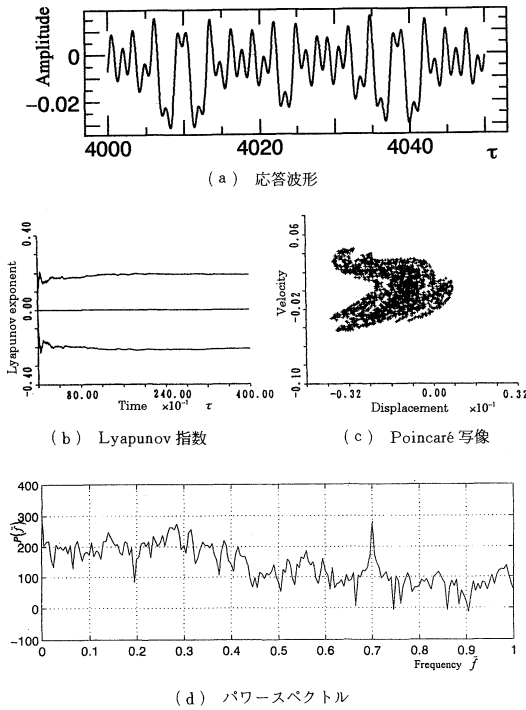 Amplitude
0
−0.02
4000
4020
4040
τ
(a) 応答波形
Lyapunov exponent
0.40
0.00
-0.40
80.00
240.00
400.00
Time ×10⁻¹ τ
(b) Lyapunov 指数
Velocity
0.06
-0.02
-0.10
-0.32
0.00
0.32
Displacement ×10⁻¹
(c) Poincaré 写像
P(f̄)
400
300
200
100
0
−100
0 0.1 0.2 0.3 0.4 0.5 0.6 0.7 0.8 0.9 1
Frequency f̄
(d) パワースペクトル